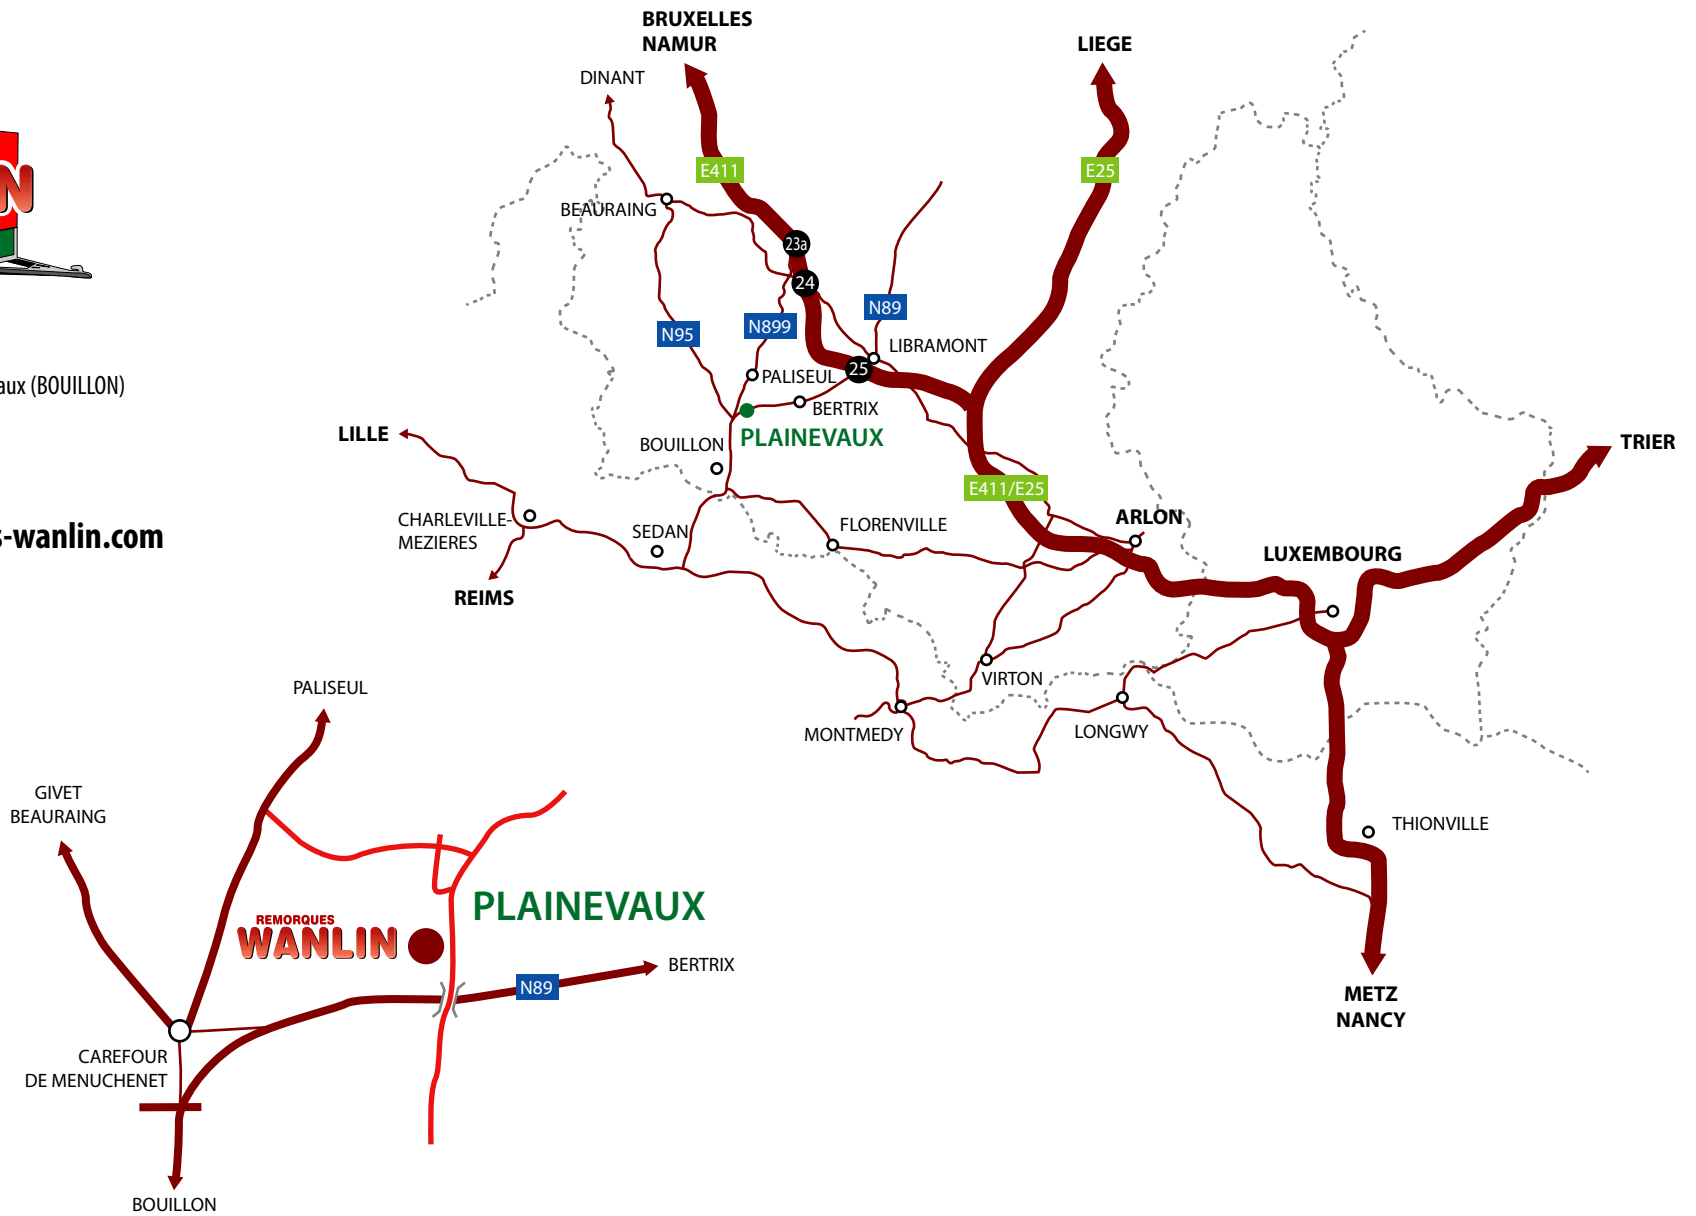 BRUXELLES
NAMUR
LIEGE
DINANT
E411
E25
BEAURAING
23a
24
N95
N899
N89
LIBRAMONT
25
PALISEUL
BERTRIX
PLAINEVAUX
BOUILLON
LILLE
TRIER
E411/E25
CHARLEVILLE-
MEZIERES
SEDAN
FLORENVILLE
ARLON
LUXEMBOURG
REIMS
VIRTON
MONTMEDY
LONGWY
THIONVILLE
METZ
NANCY
N
aux (BOUILLON)
s-wanlin.com
PALISEUL
GIVET
BEAURAING
PLAINEVAUX
REMORQUES
WANLIN
BERTRIX
N89
CAREFOUR
DE MENUCHENET
BOUILLON